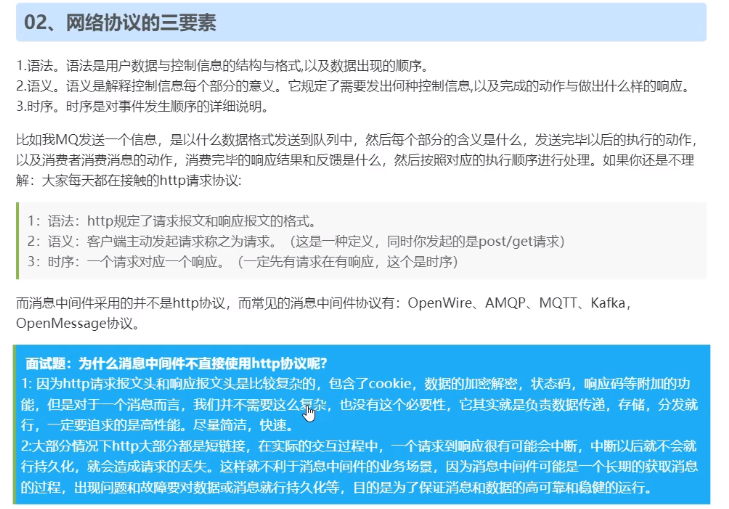 02、网络协议的三要素
1.语法。语法是用户数据与控制信息的结构与格式,以及数据出现的顺序。
2.语义。语义是解释控制信息每个部分的意义。它规定了需要发出何种控制信息,以及完成的动作与做出什么样的响应。
3.时序。时序是对事件发生顺序的详细说明。
比如我MQ发送一个信息，是以什么数据格式发送到队列中，然后每个部分的含义是什么，发送完毕以后的执行的动作，
以及消费者消费消息的动作，消费完毕的响应结果和反馈是什么，然后按照对应的执行顺序进行处理。如果你还是不理
解：大家每天都在接触的http请求协议:
1：语法：http规定了请求报文和响应报文的格式。
2：语义：客户端主动发起请求称之为请求。（这是一种定义，同时你发起的是post/get请求）
3：时序：一个请求对应一个响应。（一定先有请求在有响应，这个是时序）
而消息中间件采用的并不是http协议，而常见的消息中间件协议有：OpenWire、AMQP、MQTT、Kafka，
OpenMessage协议。
面试题：为什么消息中间件不直接使用http协议呢?
1: 因为http请求报文头和响应报文头是比较复杂的，包含了cookie，数据的加密解密，状态码，响应码等附加的功
能，但是对于一个消息而言，我们并不需要这么复杂，也没有这个必要性，它其实就是负责数据传递，存储，分发就
行，一定要追求的是高性能。尽量简洁，快速。
2:大部分情况下http大部分都是短链接，在实际的交互过程中，一个请求到响应很有可能会中断，中断以后就不会就
行持久化，就会造成请求的丢失。这样就不利于消息中间件的业务场景，因为消息中间件可能是一个长期的获取消息
的过程，出现问题和故障要对数据或消息就行持久化等，目的是为了保证消息和数据的高可靠和稳健的运行。